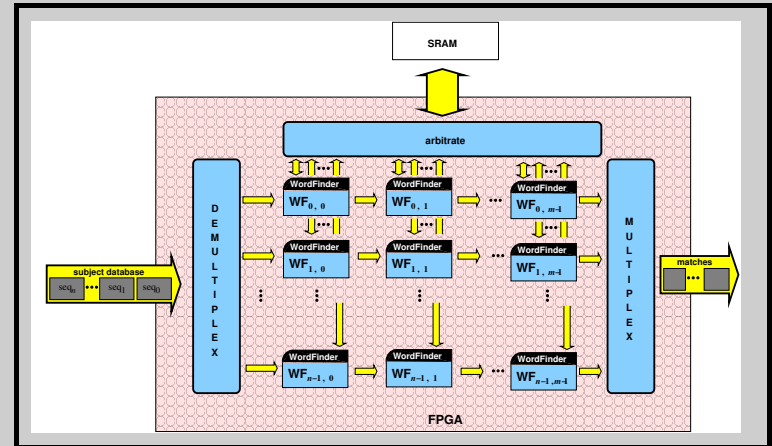 SRAM
arbitrate
WordFinder WordFinder WordFinder
WF0, 0 WF0, 1 ... WF0, m-1
DEMULTIPLEX
MULTIPLEX
WordFinder WordFinder WordFinder
WF1, 0 WF1, 1 ... WF1, m-1
subject database
seqn ... seq1 seq0
matches
...
WordFinder WordFinder WordFinder
WFn-1, 0 WFn-1, 1 ... WFn-1,m-1
FPGA